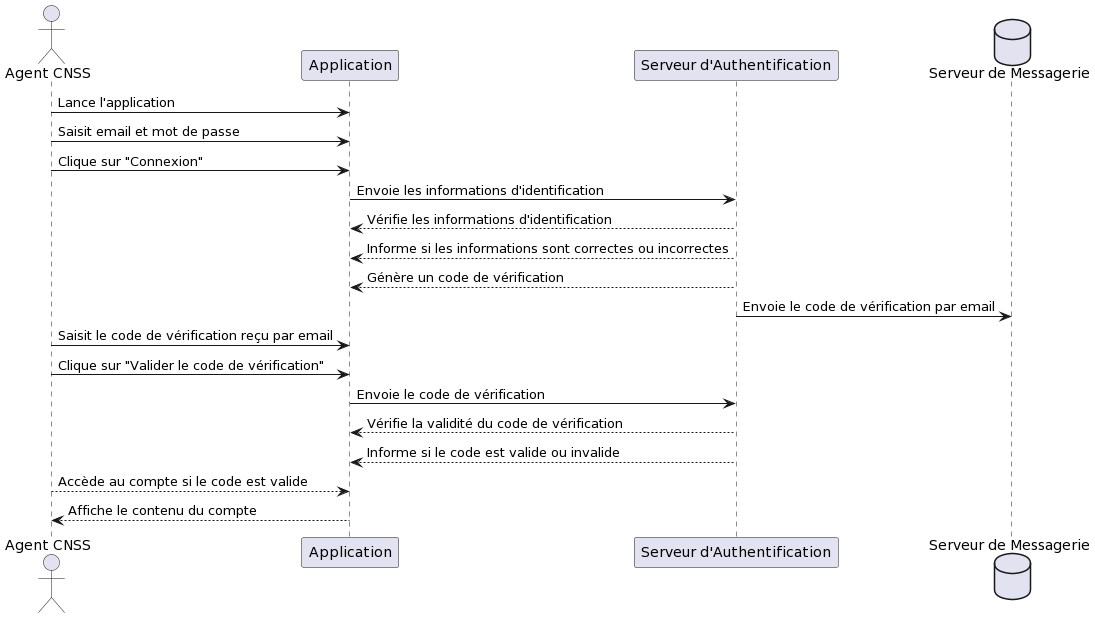 Agent CNSS
Application
Serveur d'Authentification
Serveur de Messagerie
Lance l'application
Saisit email et mot de passe
Clique sur "Connexion"
Envoie les informations d'identification
Vérifie les informations d'identification
Informe si les informations sont correctes ou incorrectes
Génère un code de vérification
Envoie le code de vérification par email
Saisit le code de vérification reçu par email
Clique sur "Valider le code de vérification"
Envoie le code de vérification
Vérifie la validité du code de vérification
Informe si le code est valide ou invalide
Accède au compte si le code est valide
Affiche le contenu du compte
Agent CNSS
Application
Serveur d'Authentification
Serveur de Messagerie